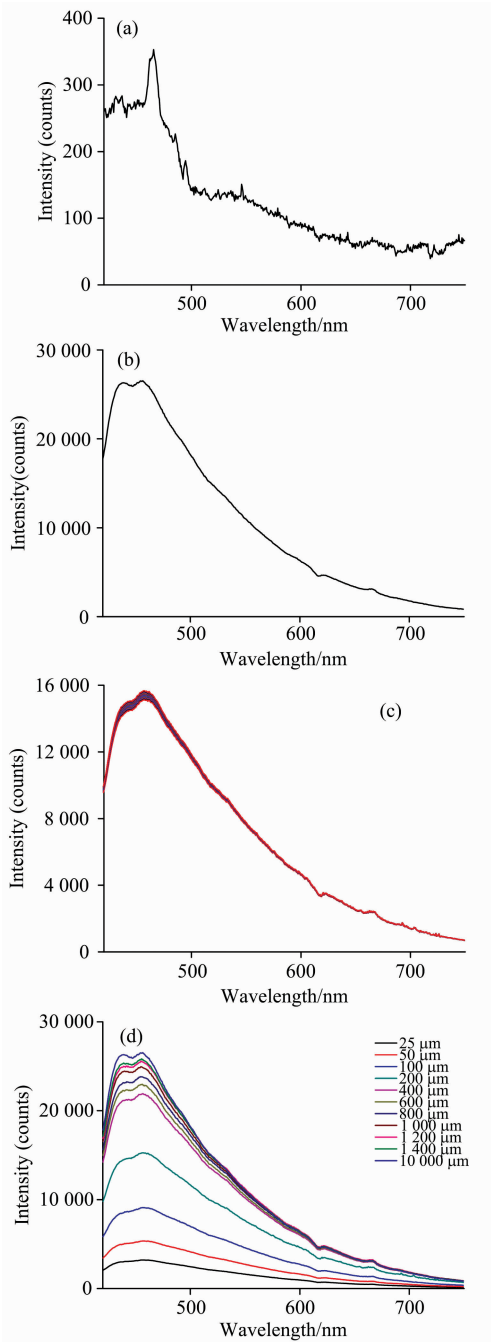 (a)
400
300
200
100
0
Intensity (counts)
500 600 700
Wavelength/nm
(b)
30 000
20 000
10 000
0
Intensity(counts)
500 600 700
Wavelength/nm
(c)
16 000
12 000
8 000
4 000
0
Intensity (counts)
500 600 700
Wavelength/nm
(d)
30 000
20 000
10 000
0
Intensity (counts)
25 μm
50 μm
100 μm
200 μm
400 μm
600 μm
800 μm
1 000 μm
1 200 μm
1 400 μm
10 000 μm
500 600 700
Wavelength/nm